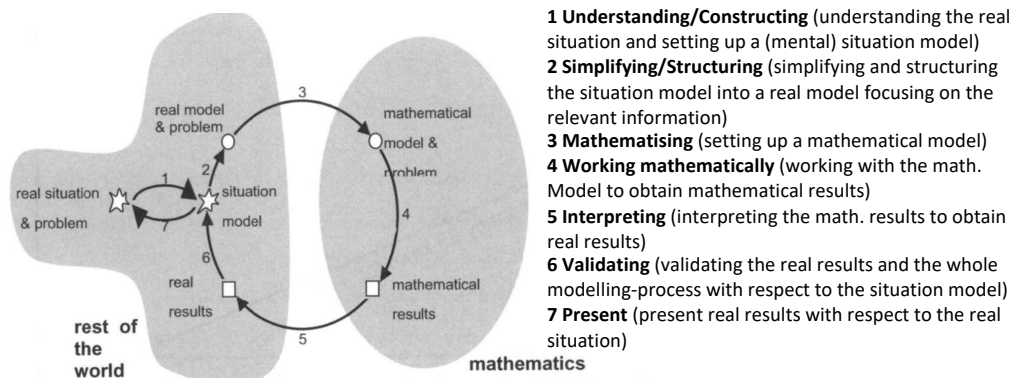 3
real model
& problem
mathematical
model &
problem
2
1
real situation
& problem
situation
model
7
4
6
real
results
mathematical
results
5
rest of
the
world
mathematics
1 Understanding/Constructing (understanding the real
situation and setting up a (mental) situation model)
2 Simplifying/Structuring (simplifying and structuring
the situation model into a real model focusing on the
relevant information)
3 Mathematising (setting up a mathematical model)
4 Working mathematically (working with the math.
Model to obtain mathematical results)
5 Interpreting (interpreting the math. results to obtain
real results)
6 Validating (validating the real results and the whole
modelling-process with respect to the situation model)
7 Present (present real results with respect to the real
situation)